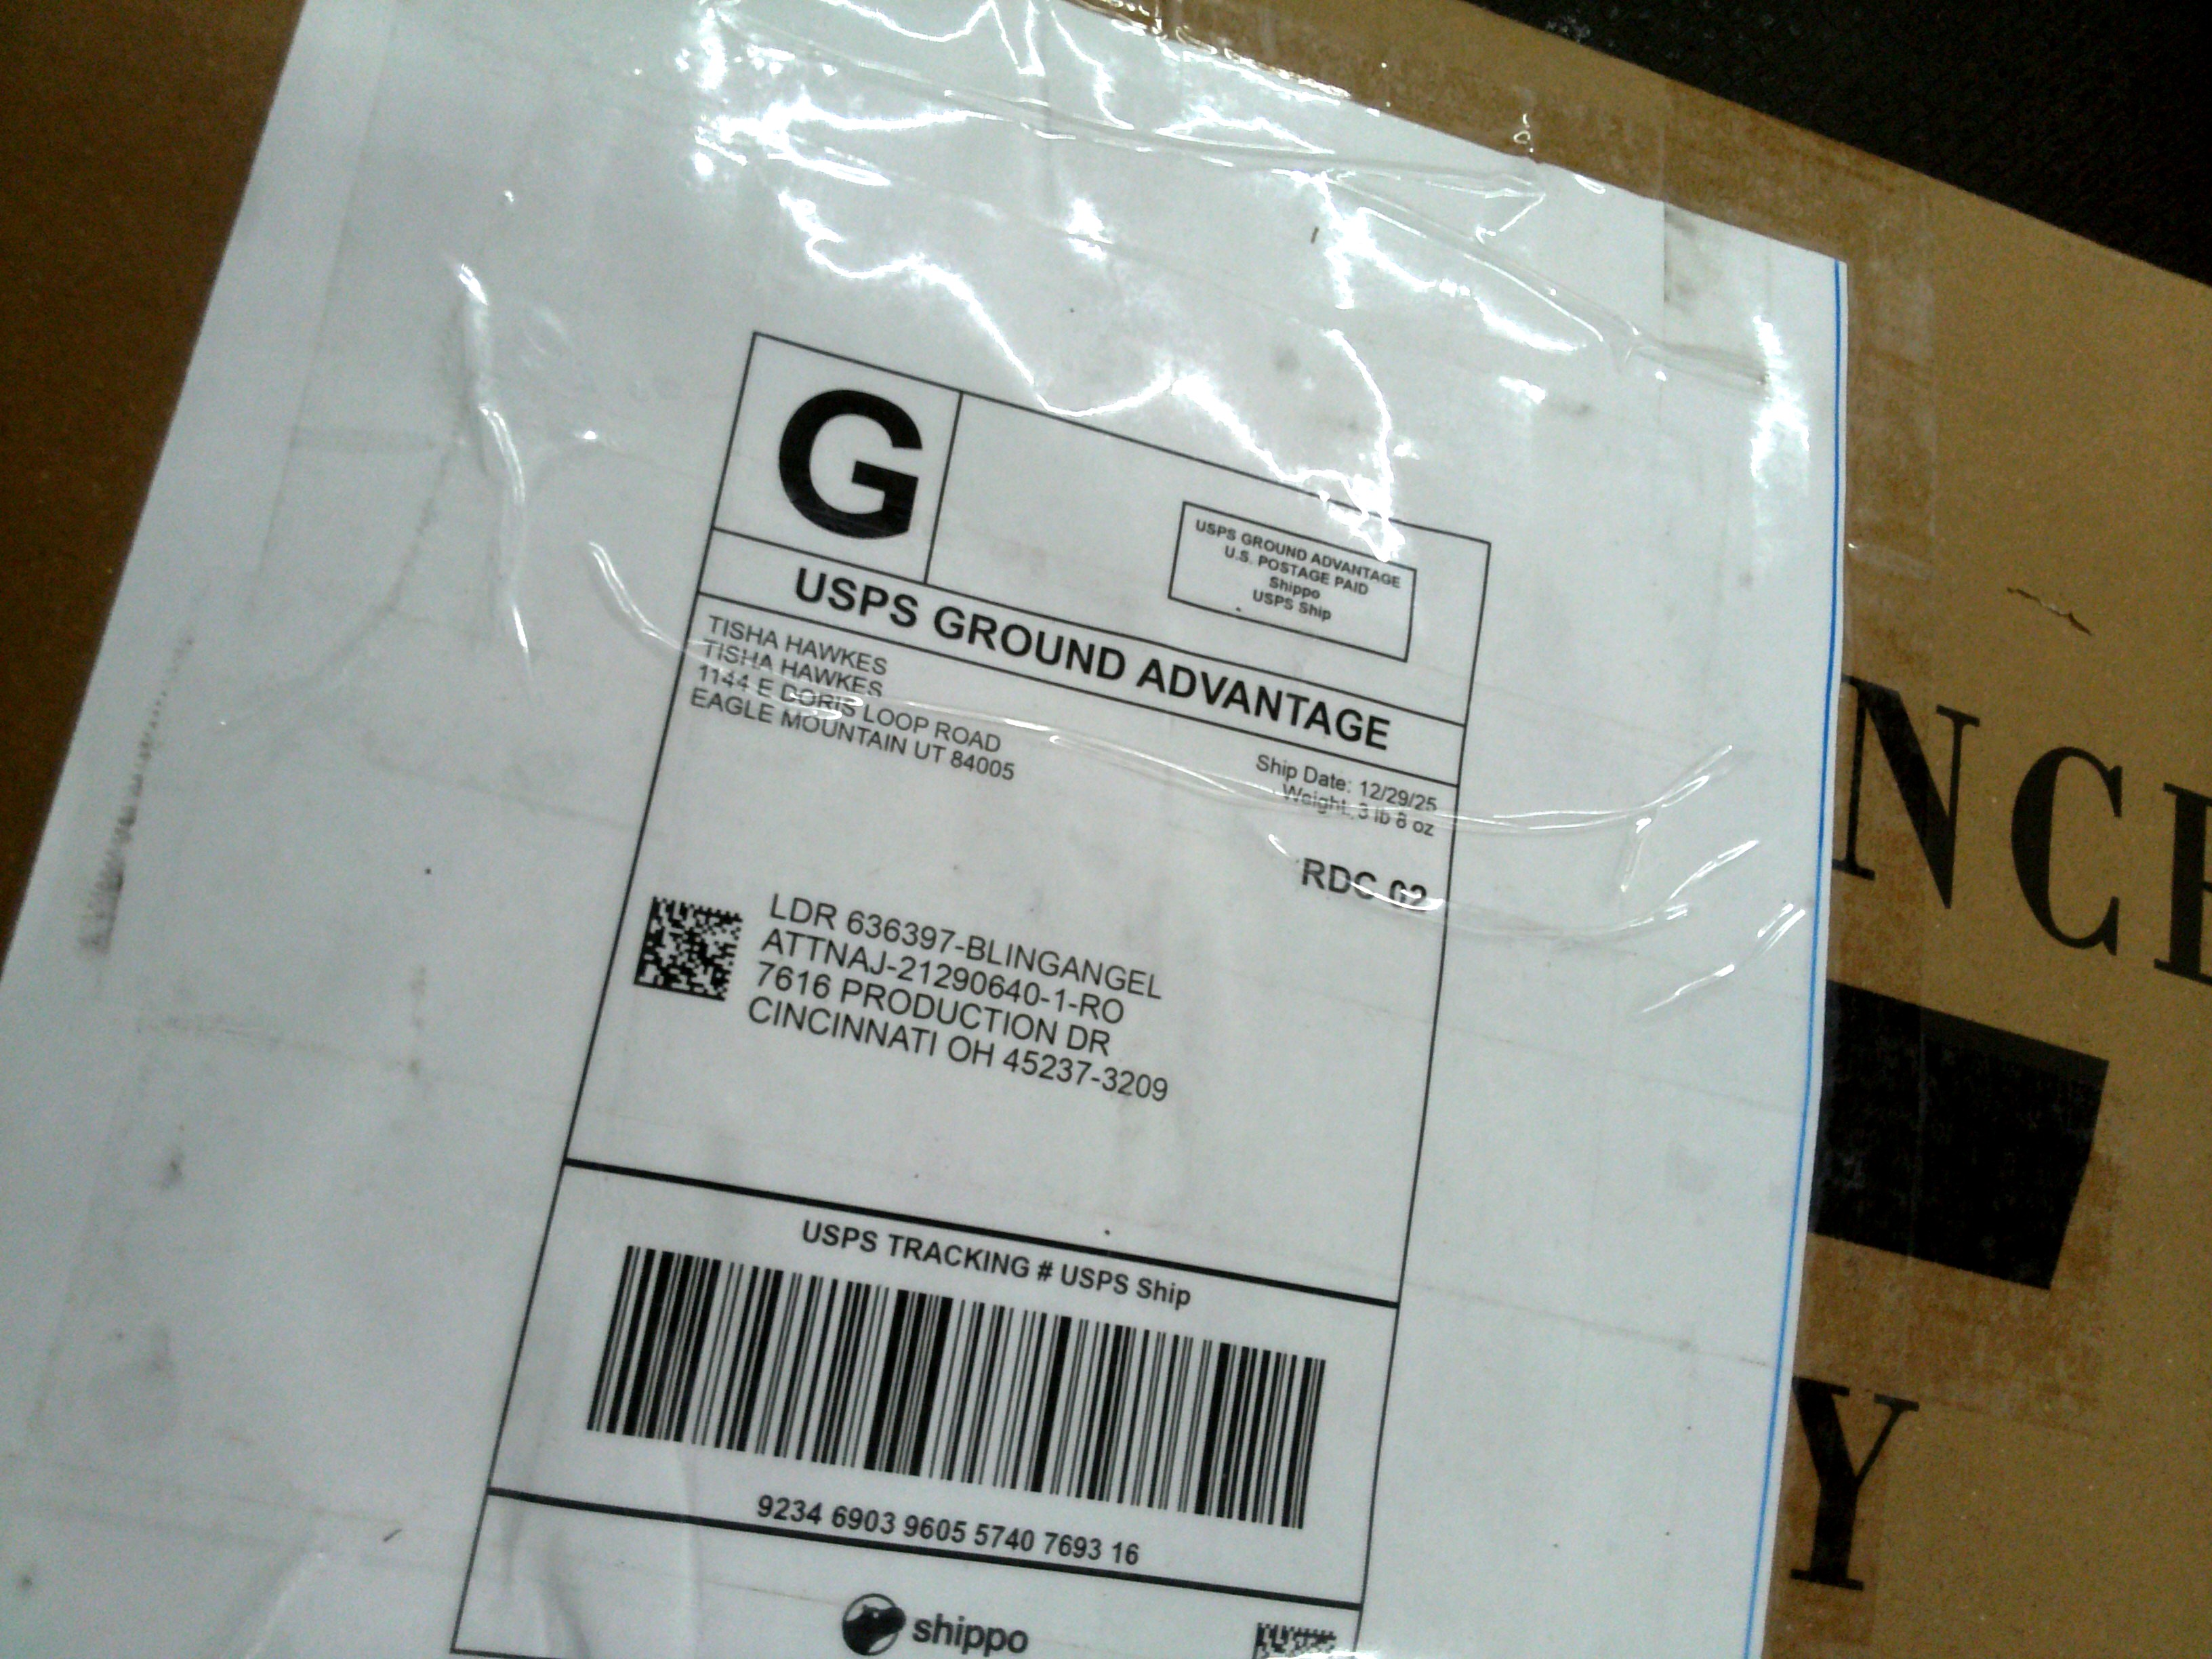 G
USPS GROUND ADVANTAGE
U.S. POSTAGE PAID
Shippo
USPS Ship
USPS GROUND ADVANTAGE
TISHA HAWKES
TISHA HAWKES
1144 E DORIS LOOP ROAD
EAGLE MOUNTAIN UT 84005
Ship Date: 12/29/25
Weight: 3 lb 8 oz
RDC 02
LDR 636397-BLINGANGEL
ATTNAJ-21290640-1-RO
7616 PRODUCTION DR
CINCINNATI OH 45237-3209
USPS TRACKING # USPS Ship
9234 6903 9605 5740 7693 16
shippo
NC
Y